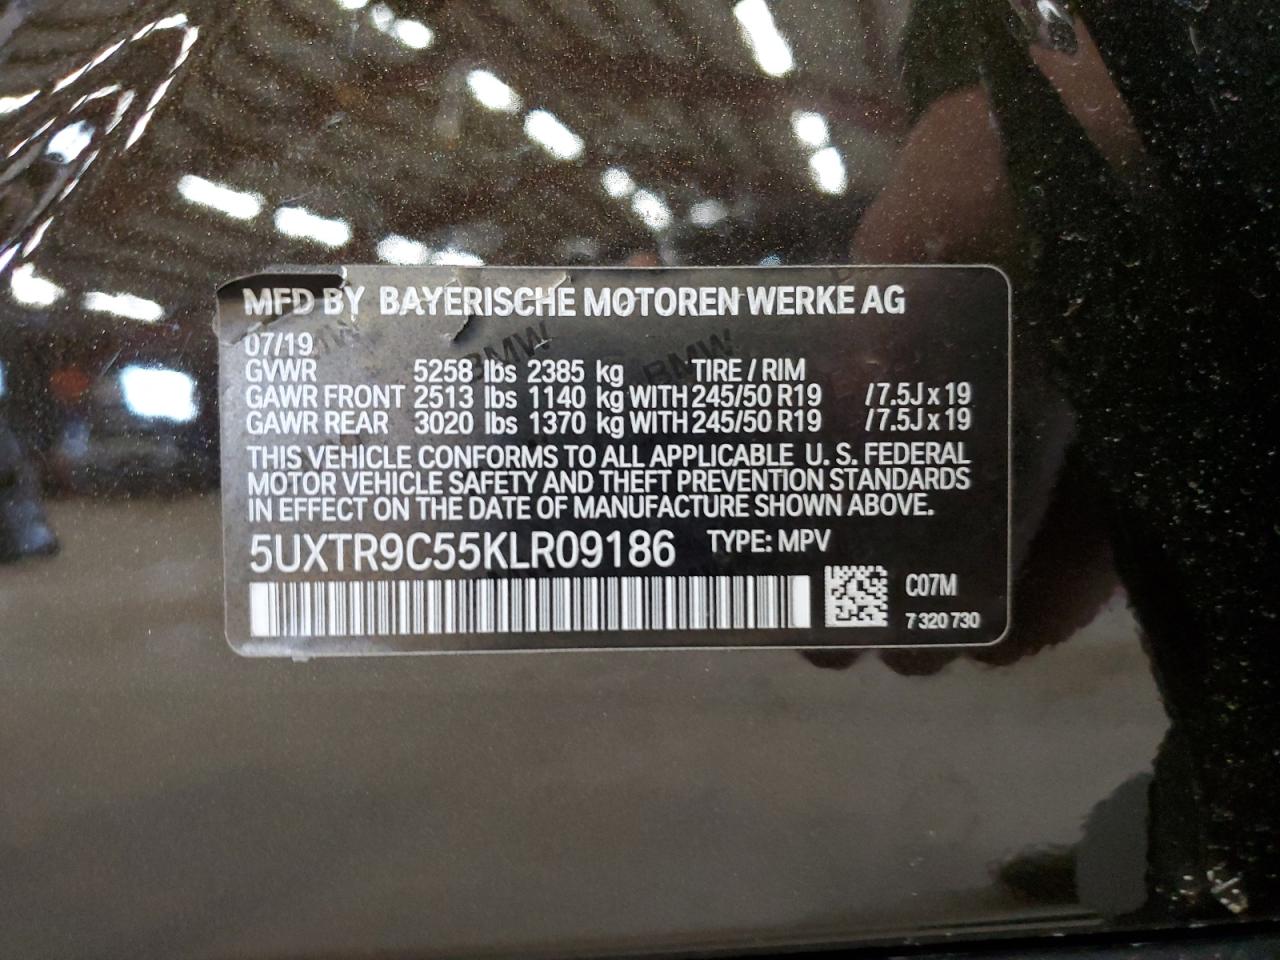 MFD BY BAYERISCHE MOTOREN WERKE AG
07/19
GVWR 5258 lbs 2385 kg TIRE / RIM
GAWR FRONT 2513 lbs 1140 kg WITH 245/50 R19 / 7.5J x 19
GAWR REAR 3020 lbs 1370 kg WITH 245/50 R19 / 7.5J x 19
THIS VEHICLE CONFORMS TO ALL APPLICABLE U. S. FEDERAL
MOTOR VEHICLE SAFETY AND THEFT PREVENTION STANDARDS
IN EFFECT ON THE DATE OF MANUFACTURE SHOWN ABOVE.
5UXTR9C55KLR09186 TYPE: MPV
C07M
7 320 730